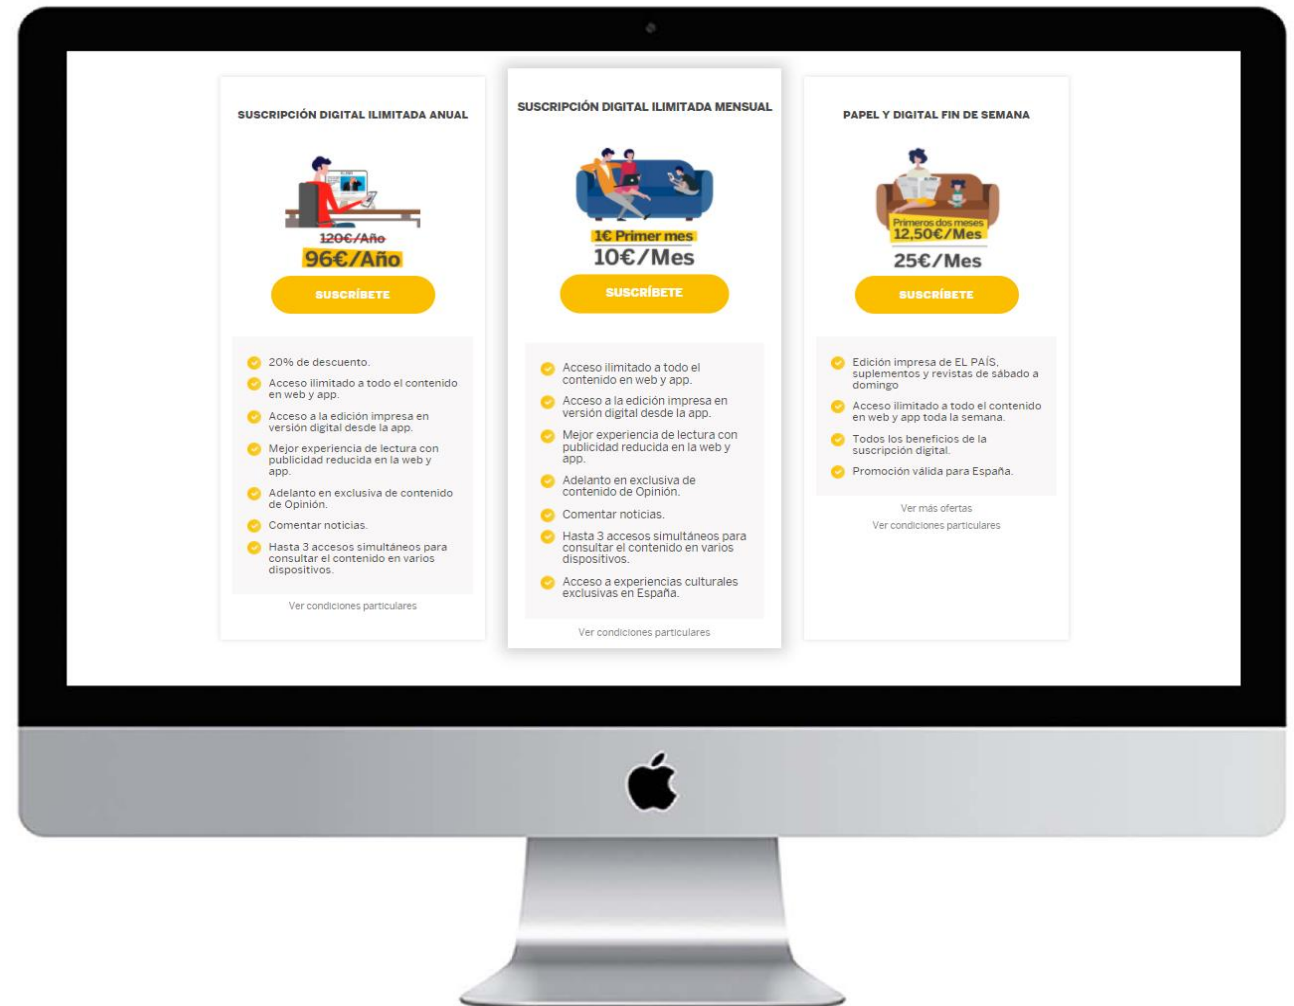 SUSCRIPCIÓN DIGITAL ILIMITADA ANUAL
120€/Año
96€/Año
SUSCRÍBETE
20% de descuento.
Acceso ilimitado a todo el contenido
en web y app.
Acceso a la edición impresa en
versión digital desde la app.
Mejor experiencia de lectura con
publicidad reducida en la web y
app.
Adelanto en exclusiva de contenido
de Opinión.
Comentar noticias.
Hasta 3 accesos simultáneos para
consultar el contenido en varios
dispositivos.
Ver condiciones particulares
SUSCRIPCIÓN DIGITAL ILIMITADA MENSUAL
1€ Primer mes
10€/Mes
SUSCRÍBETE
Acceso ilimitado a todo el
contenido en web y app.
Acceso a la edición impresa en
versión digital desde la app.
Mejor experiencia de lectura con
publicidad reducida en la web y
app.
Adelanto en exclusiva de
contenido de Opinión.
Comentar noticias.
Hasta 3 accesos simultáneos para
consultar el contenido en varios
dispositivos.
Acceso a experiencias culturales
exclusivas en España.
Ver condiciones particulares
PAPEL Y DIGITAL FIN DE SEMANA
Primeros dos meses
12,50€/Mes
25€/Mes
SUSCRÍBETE
Edición impresa de EL PAÍS,
suplementos y revistas de sábado a
domingo
Acceso ilimitado a todo el contenido
en web y app toda la semana.
Todos los beneficios de la
suscripción digital.
Promoción válida para España.
Ver más ofertas
Ver condiciones particulares